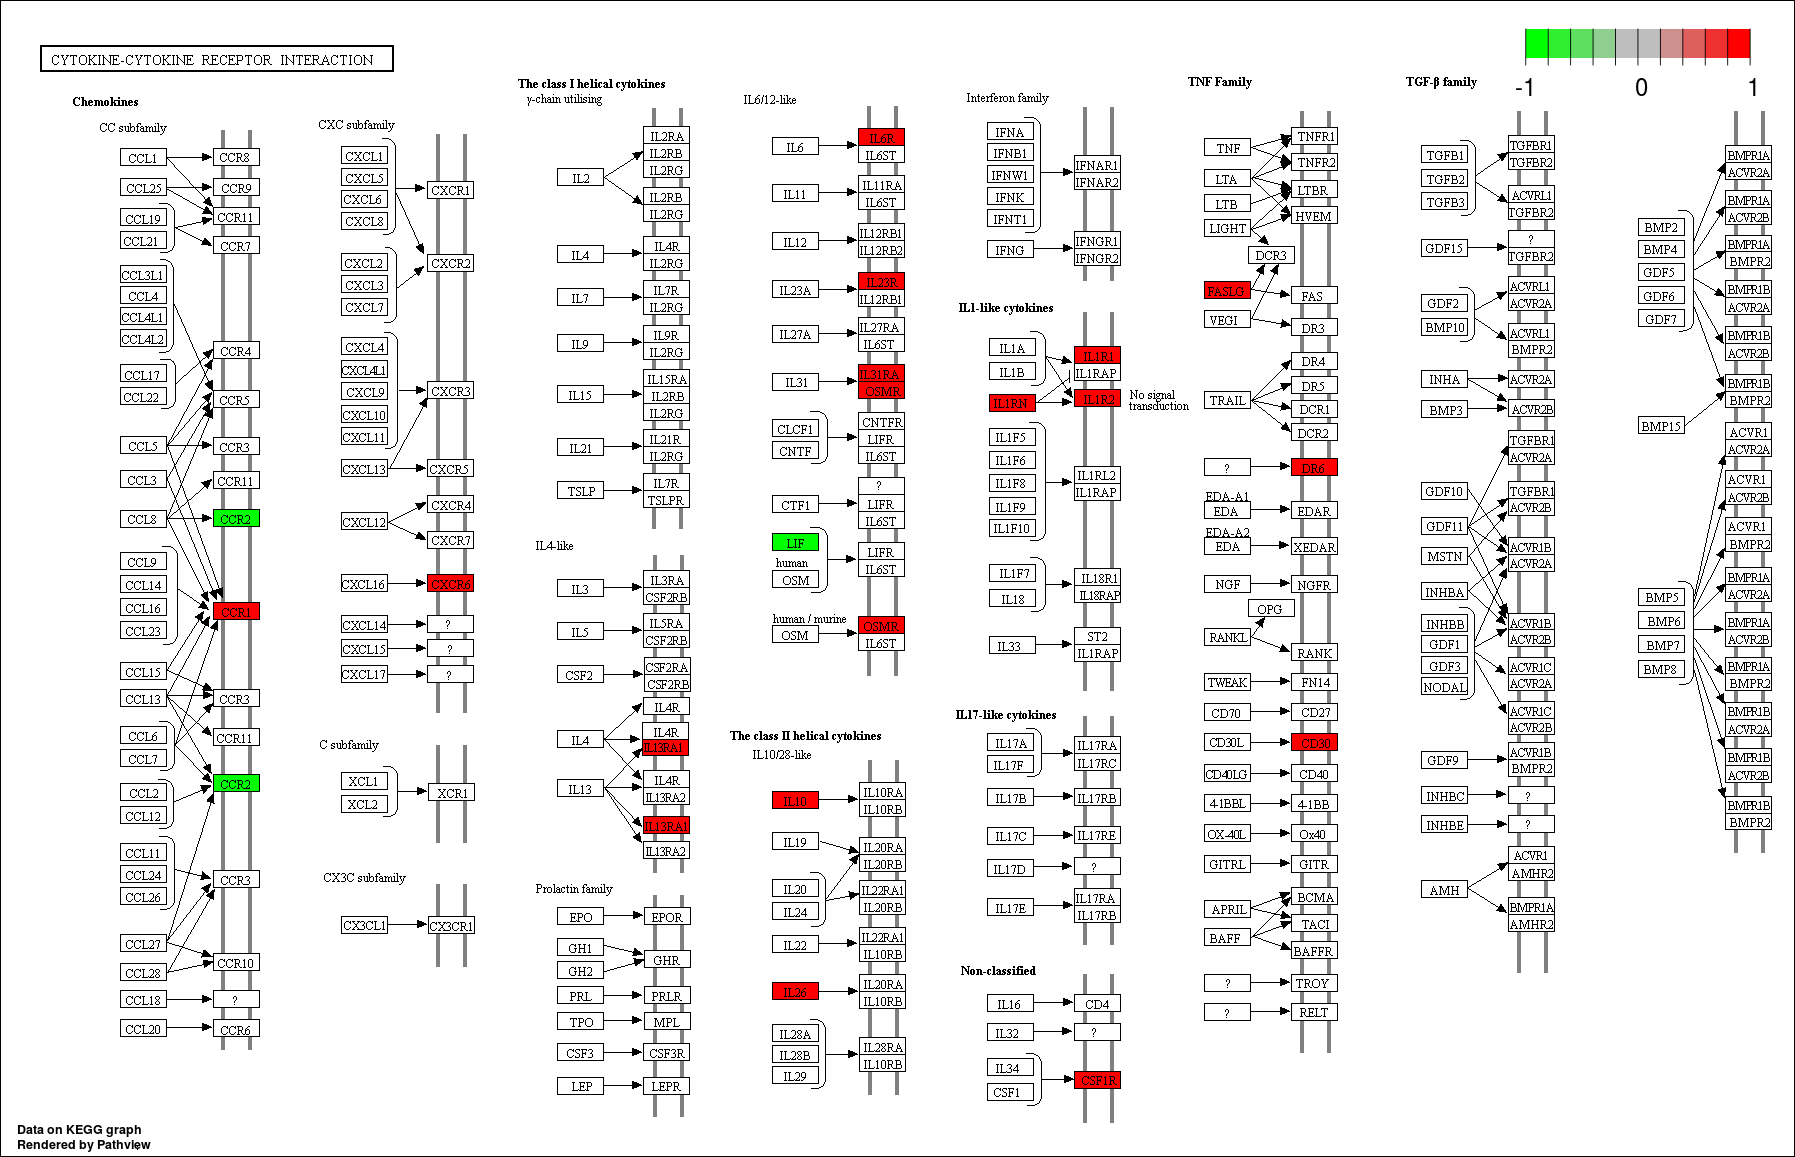 CYTOKINE-CYTOKINE RECEPTOR INTERACTION
-1
0
1
Chemokines
CC subfamily
CCL1
CCR8
CCL25
CCR9
CCL19
CCR11
CCL21
CCR7
CCL3L1
CCL4
CCL4L1
CCL4L2
CCR4
CCL17
CCL22
CCR5
CCL5
CCR3
CCL3
CCR11
CCL8
CCR2
CCL9
CCL14
CCL16
CCR1
CCL23
CCL15
CCL13
CCR3
CCL6
CCR11
CCL7
CCR2
CCL2
CCL12
CCL11
CCL24
CCR3
CCL26
CCL27
CCR10
CCL28
CCL18
?
CCL20
CCR6
CXC subfamily
CXCL1
CXCL5
CXCR1
CXCL6
CXCL8
CXCL2
CXCR2
CXCL3
CXCL7
CXCL4
CXCL4L1
CXCL9
CXCR3
CXCL10
CXCL11
CXCL13
CXCR5
CXCR4
CXCL12
CXCR7
CXCL16
CXCR6
CXCL14
?
CXCL15
?
CXCL17
?
C subfamily
XCL1
XCR1
XCL2
CX3C subfamily
CX3CL1
CX3CR1
The class I helical cytokines
γ-chain utilising
IL2RA
IL2RB
IL2RG
IL2
IL2RB
IL2RG
IL4
IL4R
IL2RG
IL7
IL7R
IL2RG
IL9
IL9R
IL2RG
IL15
IL15RA
IL2RB
IL2RG
IL21
IL21R
IL2RG
TSLP
IL7R
TSLPR
IL4-like
IL3
IL3RA
CSF2RB
IL5
IL5RA
CSF2RB
CSF2
CSF2RA
CSF2RB
IL4R
IL4
IL4R
IL13RA1
IL13
IL4R
IL13RA2
IL13RA1
IL13RA2
Prolactin family
EPO
EPOR
GH1
GHR
GH2
PRL
PRLR
TPO
MPL
CSF3
CSF3R
LEP
LEPR
IL6/12-like
IL6
IL6R
IL6ST
IL11
IL11RA
IL6ST
IL12
IL12RB1
IL12RB2
IL23A
IL23R
IL12RB1
IL27A
IL27RA
IL6ST
IL31
IL31RA
OSMR
CLCF1
CNTF
CNTFR
LIFR
IL6ST
CTF1
?
LIFR
IL6ST
LIF
human
OSM
LIFR
IL6ST
human / murine
OSM
OSMR
IL6ST
The class II helical cytokines
IL10/28-like
IL10
IL10RA
IL10RB
IL19
IL20RA
IL20RB
IL20
IL24
IL22RA1
IL20RB
IL22
IL22RA1
IL10RB
IL26
IL20RA
IL10RB
IL28A
IL28B
IL29
IL28RA
IL10RB
Interferon family
IFNA
IFNB1
IFNW1
IFNK
IFNT1
IFNAR1
IFNAR2
IFNG
IFNGR1
IFNGR2
IL1-like cytokines
IL1A
IL1B
IL1R1
IL1RAP
IL1RN
IL1R2
No signal
transduction
IL1F5
IL1F6
IL1F8
IL1F9
IL1F10
IL1RL2
IL1RAP
IL1F7
IL18
IL18R1
IL18RAP
IL33
ST2
IL1RAP
IL17-like cytokines
IL17A
IL17F
IL17RA
IL17RC
IL17B
IL17RB
IL17C
IL17RE
IL17D
?
IL17E
IL17RA
IL17RB
Non-classified
IL16
CD4
IL32
?
IL34
CSF1
CSF1R
TNF Family
TNF
TNFR1
TNFR2
LTA
LTBR
LTB
HVEM
LIGHT
DCR3
FASLG
FAS
VEGI
DR3
DR4
DR5
TRAIL
DCR1
DCR2
?
DR6
EDA-A1
EDA
EDAR
EDA-A2
EDA
XEDAR
NGF
NGFR
OPG
RANKL
RANK
TWEAK
FN14
CD70
CD27
CD30L
CD30
CD40LG
CD40
4-1BBL
4-1BB
OX-40L
Ox40
GITRL
GITR
APRIL
BCMA
TACI
BAFF
BAFFR
?
TROY
?
RELT
TGF-β family
TGFB1
TGFB2
TGFB3
TGFBR1
TGFBR2
ACVRL1
TGFBR2
GDF15
?
TGFBR2
GDF2
BMP10
ACVRL1
ACVR2A
ACVRL1
BMPR2
INHA
ACVR2A
BMP3
ACVR2B
TGFBR1
ACVR2A
GDF10
TGFBR1
ACVR2B
GDF11
MSTN
ACVR1B
ACVR2A
INHBA
INHBB
GDF1
GDF3
NODAL
ACVR1B
ACVR2B
ACVR1C
ACVR2A
ACVR1C
ACVR2B
GDF9
ACVR1B
BMPR2
INHBC
?
INHBE
?
AMH
ACVR1
AMHR2
BMPR1A
AMHR2
BMP2
BMP4
GDF5
GDF6
GDF7
BMPR1A
ACVR2A
BMPR1A
ACVR2B
BMPR1A
BMPR2
BMPR1B
ACVR2A
BMPR1B
ACVR2B
BMPR1B
BMPR2
BMP15
ACVR1
ACVR2A
ACVR1
ACVR2B
ACVR1
BMPR2
BMP5
BMP6
BMP7
BMP8
BMPR1A
ACVR2A
BMPR1A
ACVR2B
BMPR1A
BMPR2
BMPR1B
ACVR2A
BMPR1B
ACVR2B
BMPR1B
BMPR2
Data on KEGG graph
Rendered by Pathview